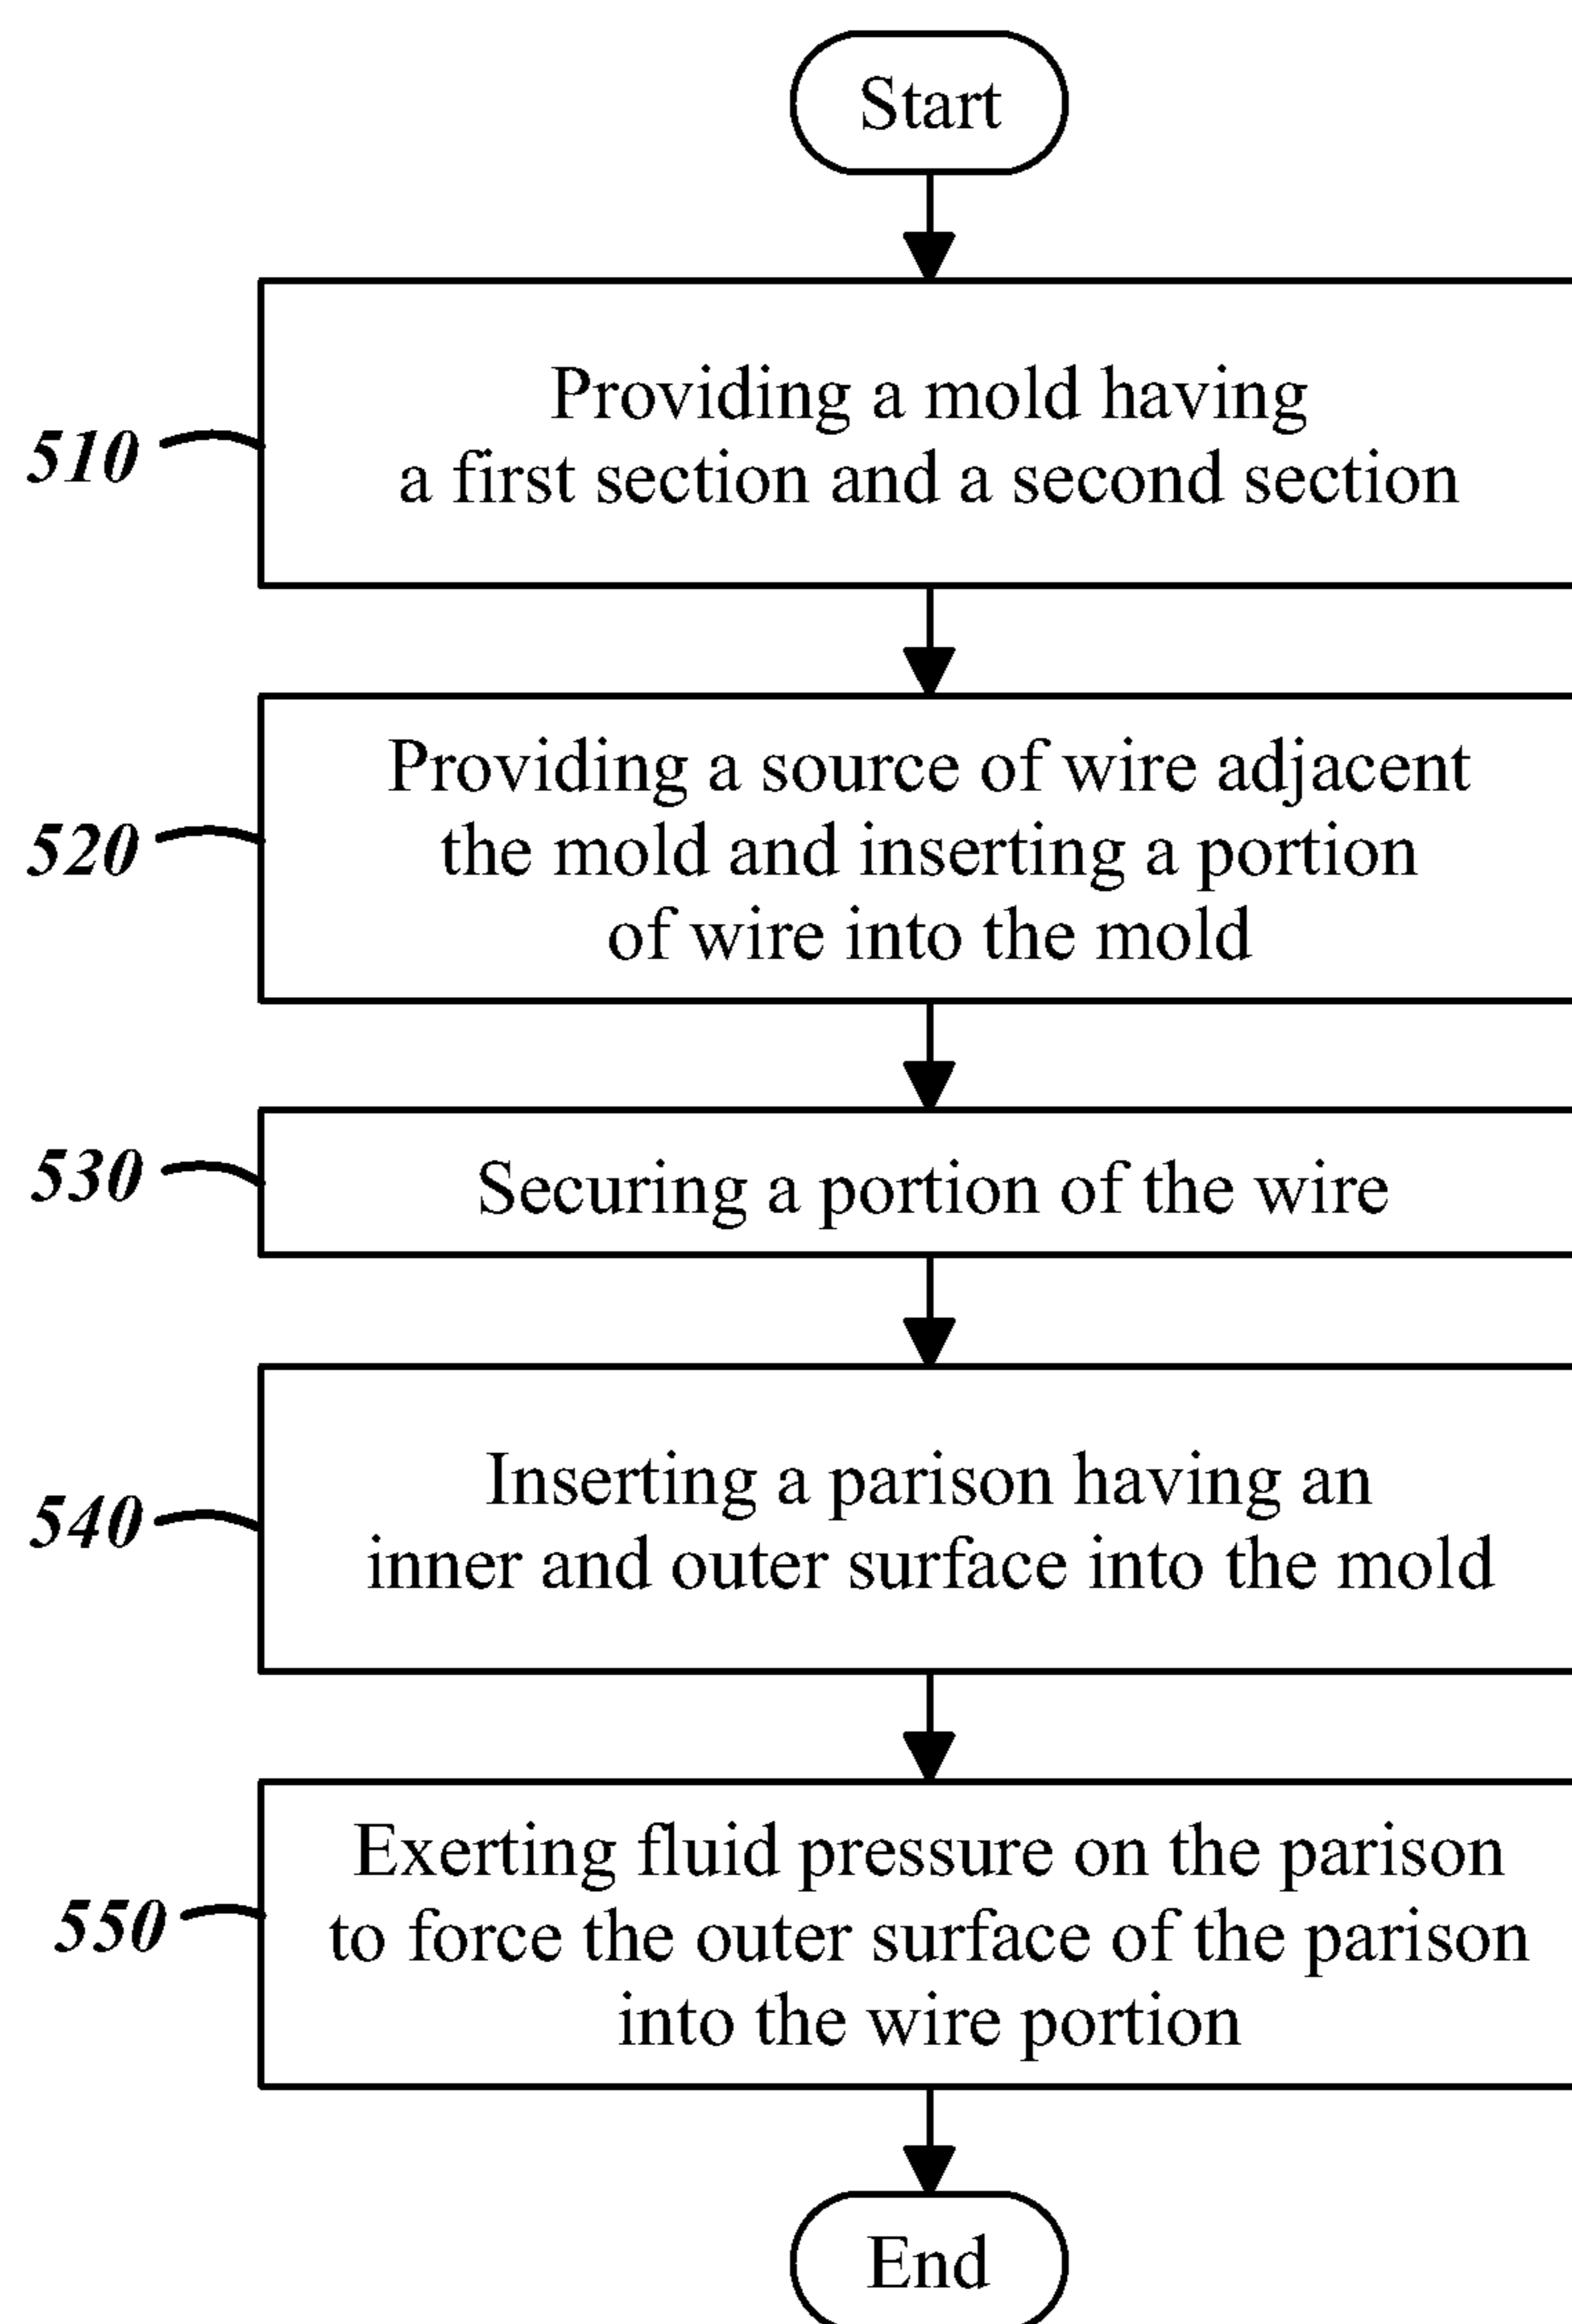 Start
510
Providing a mold having
a first section and a second section
520
Providing a source of wire adjacent
the mold and inserting a portion
of wire into the mold
530
Securing a portion of the wire
540
Inserting a parison having an
inner and outer surface into the mold
550
Exerting fluid pressure on the parison
to force the outer surface of the parison
into the wire portion
End